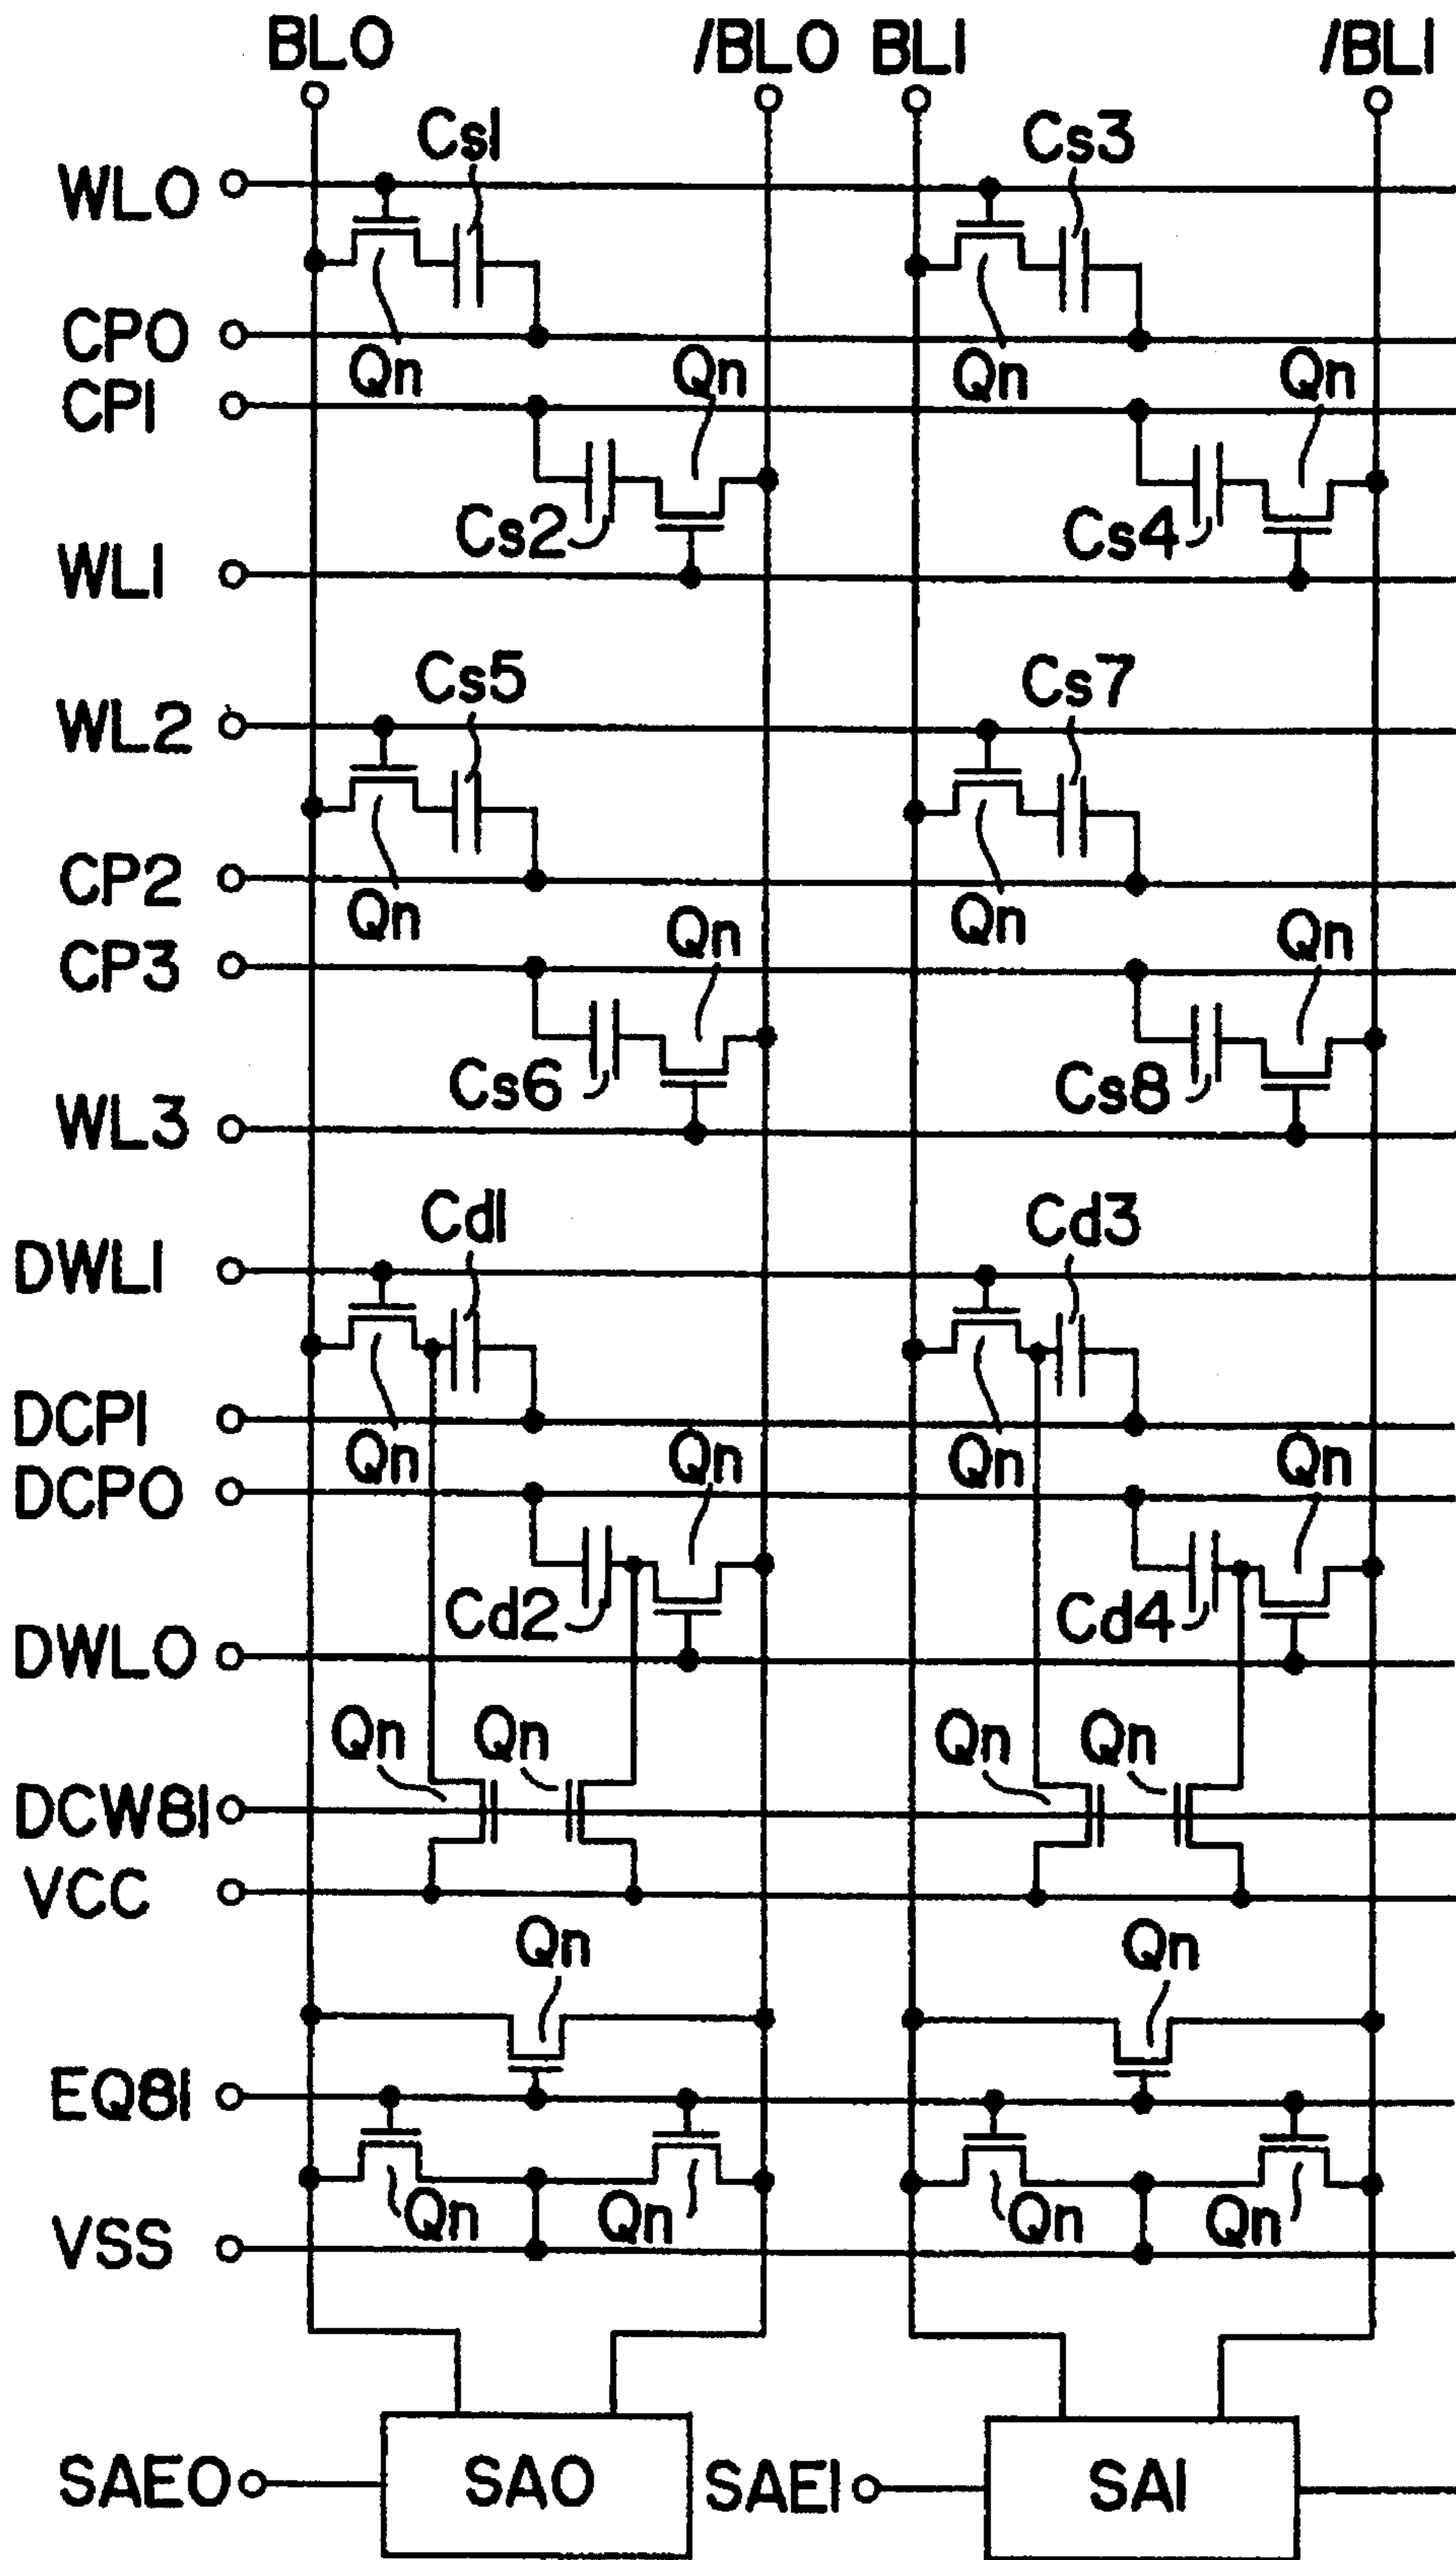 BL0 /BL0 BL1 /BL1
Cs1 Cs3
WL0
CP0
Qn Qn Qn Qn
CP1
Cs2 Cs4
WL1
Cs5 Cs7
WL2
CP2
Qn Qn Qn Qn
CP3
Cs6 Cs8
WL3
Cd1 Cd3
DWL1
DCP1
Qn Qn Qn Qn
DCP0
Cd2 Cd4
DWL0
Qn Qn Qn Qn
DCW81
VCC
Qn Qn
EQ81
Qn Qn Qn Qn
VSS
SAE0 SA0 SAE1 SA1